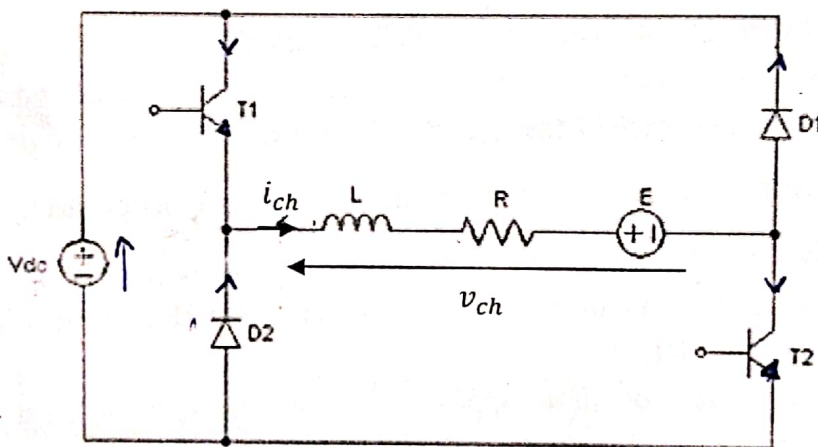 T1
D1
i_ch
L
R
E
+
Vdc
+
−
v_ch
D2
T2